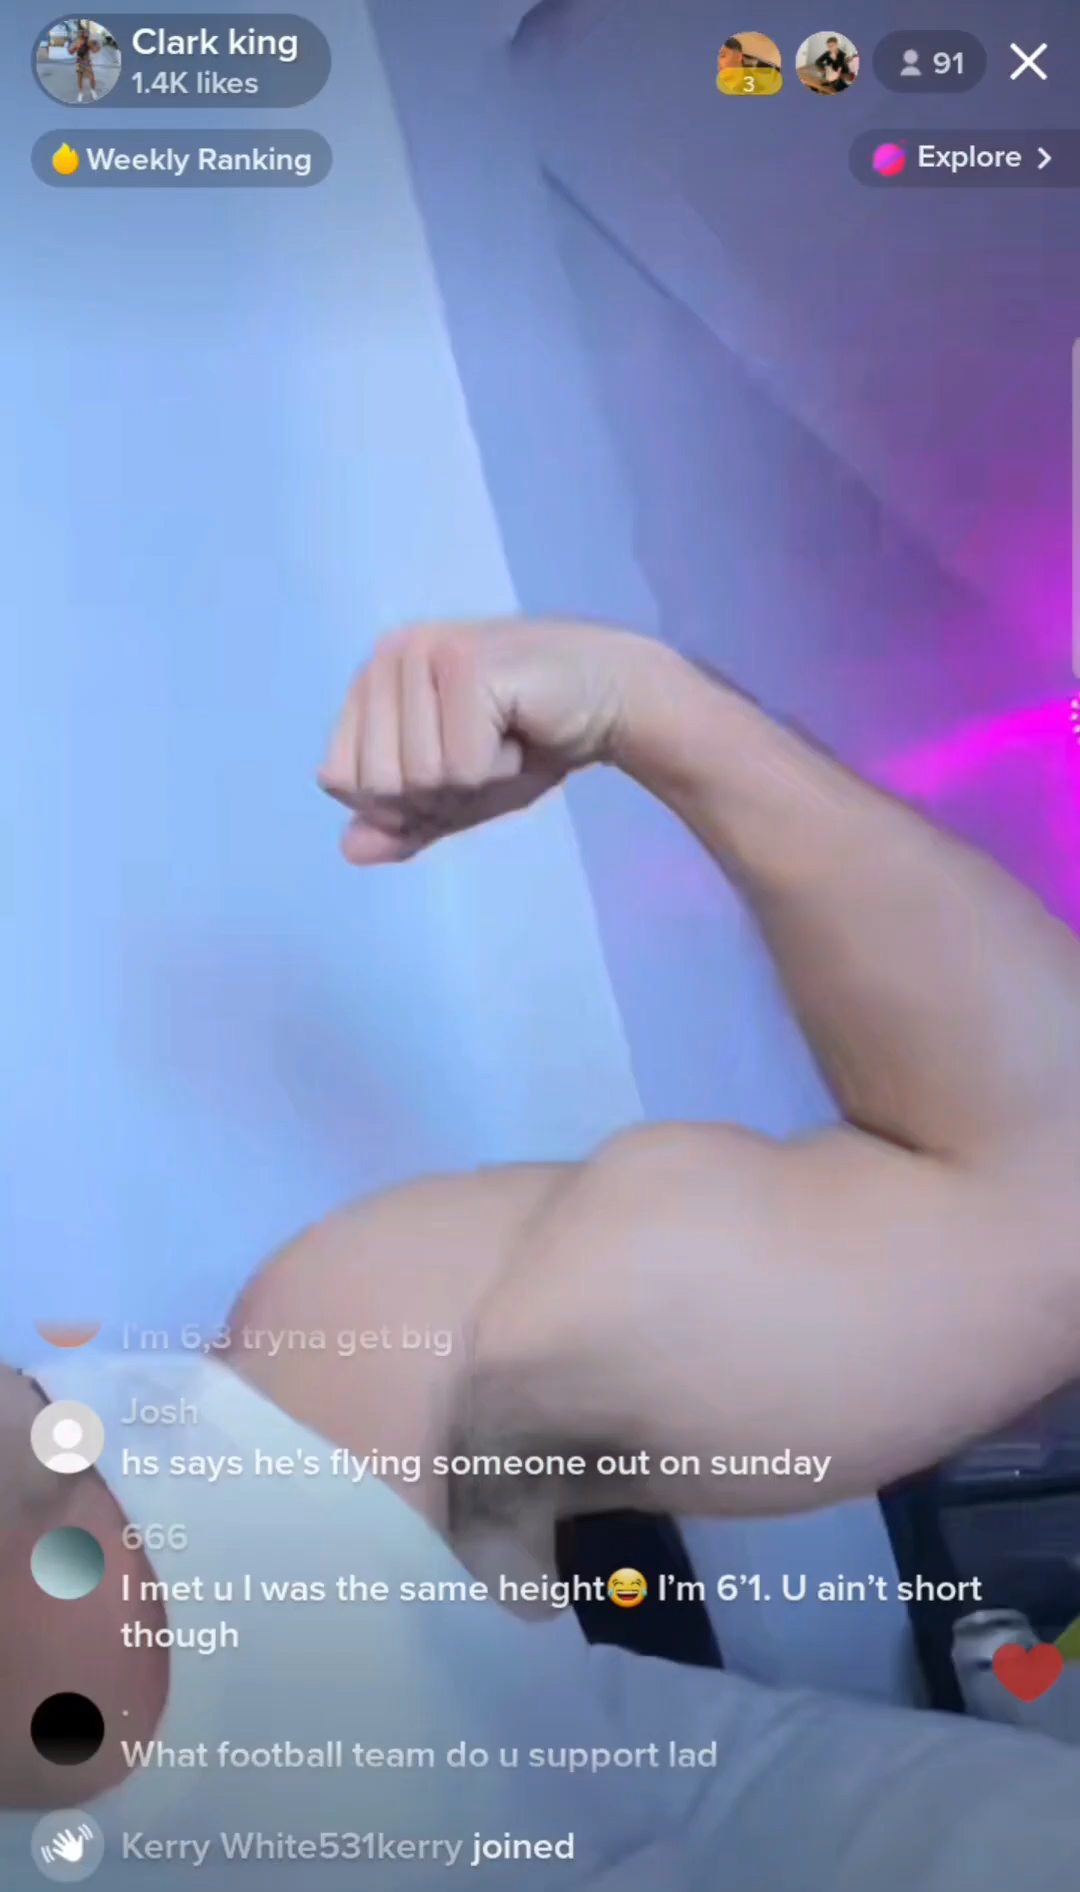 Clark king
1.4K likes
3
91
Weekly Ranking
Explore
I'm 6,3 tryna get big
Josh
hs says he's flying someone out on sunday
666
I met u I was the same height😂 I'm 6'1. U ain't short
though
.
What football team do u support lad
Kerry White531kerry joined